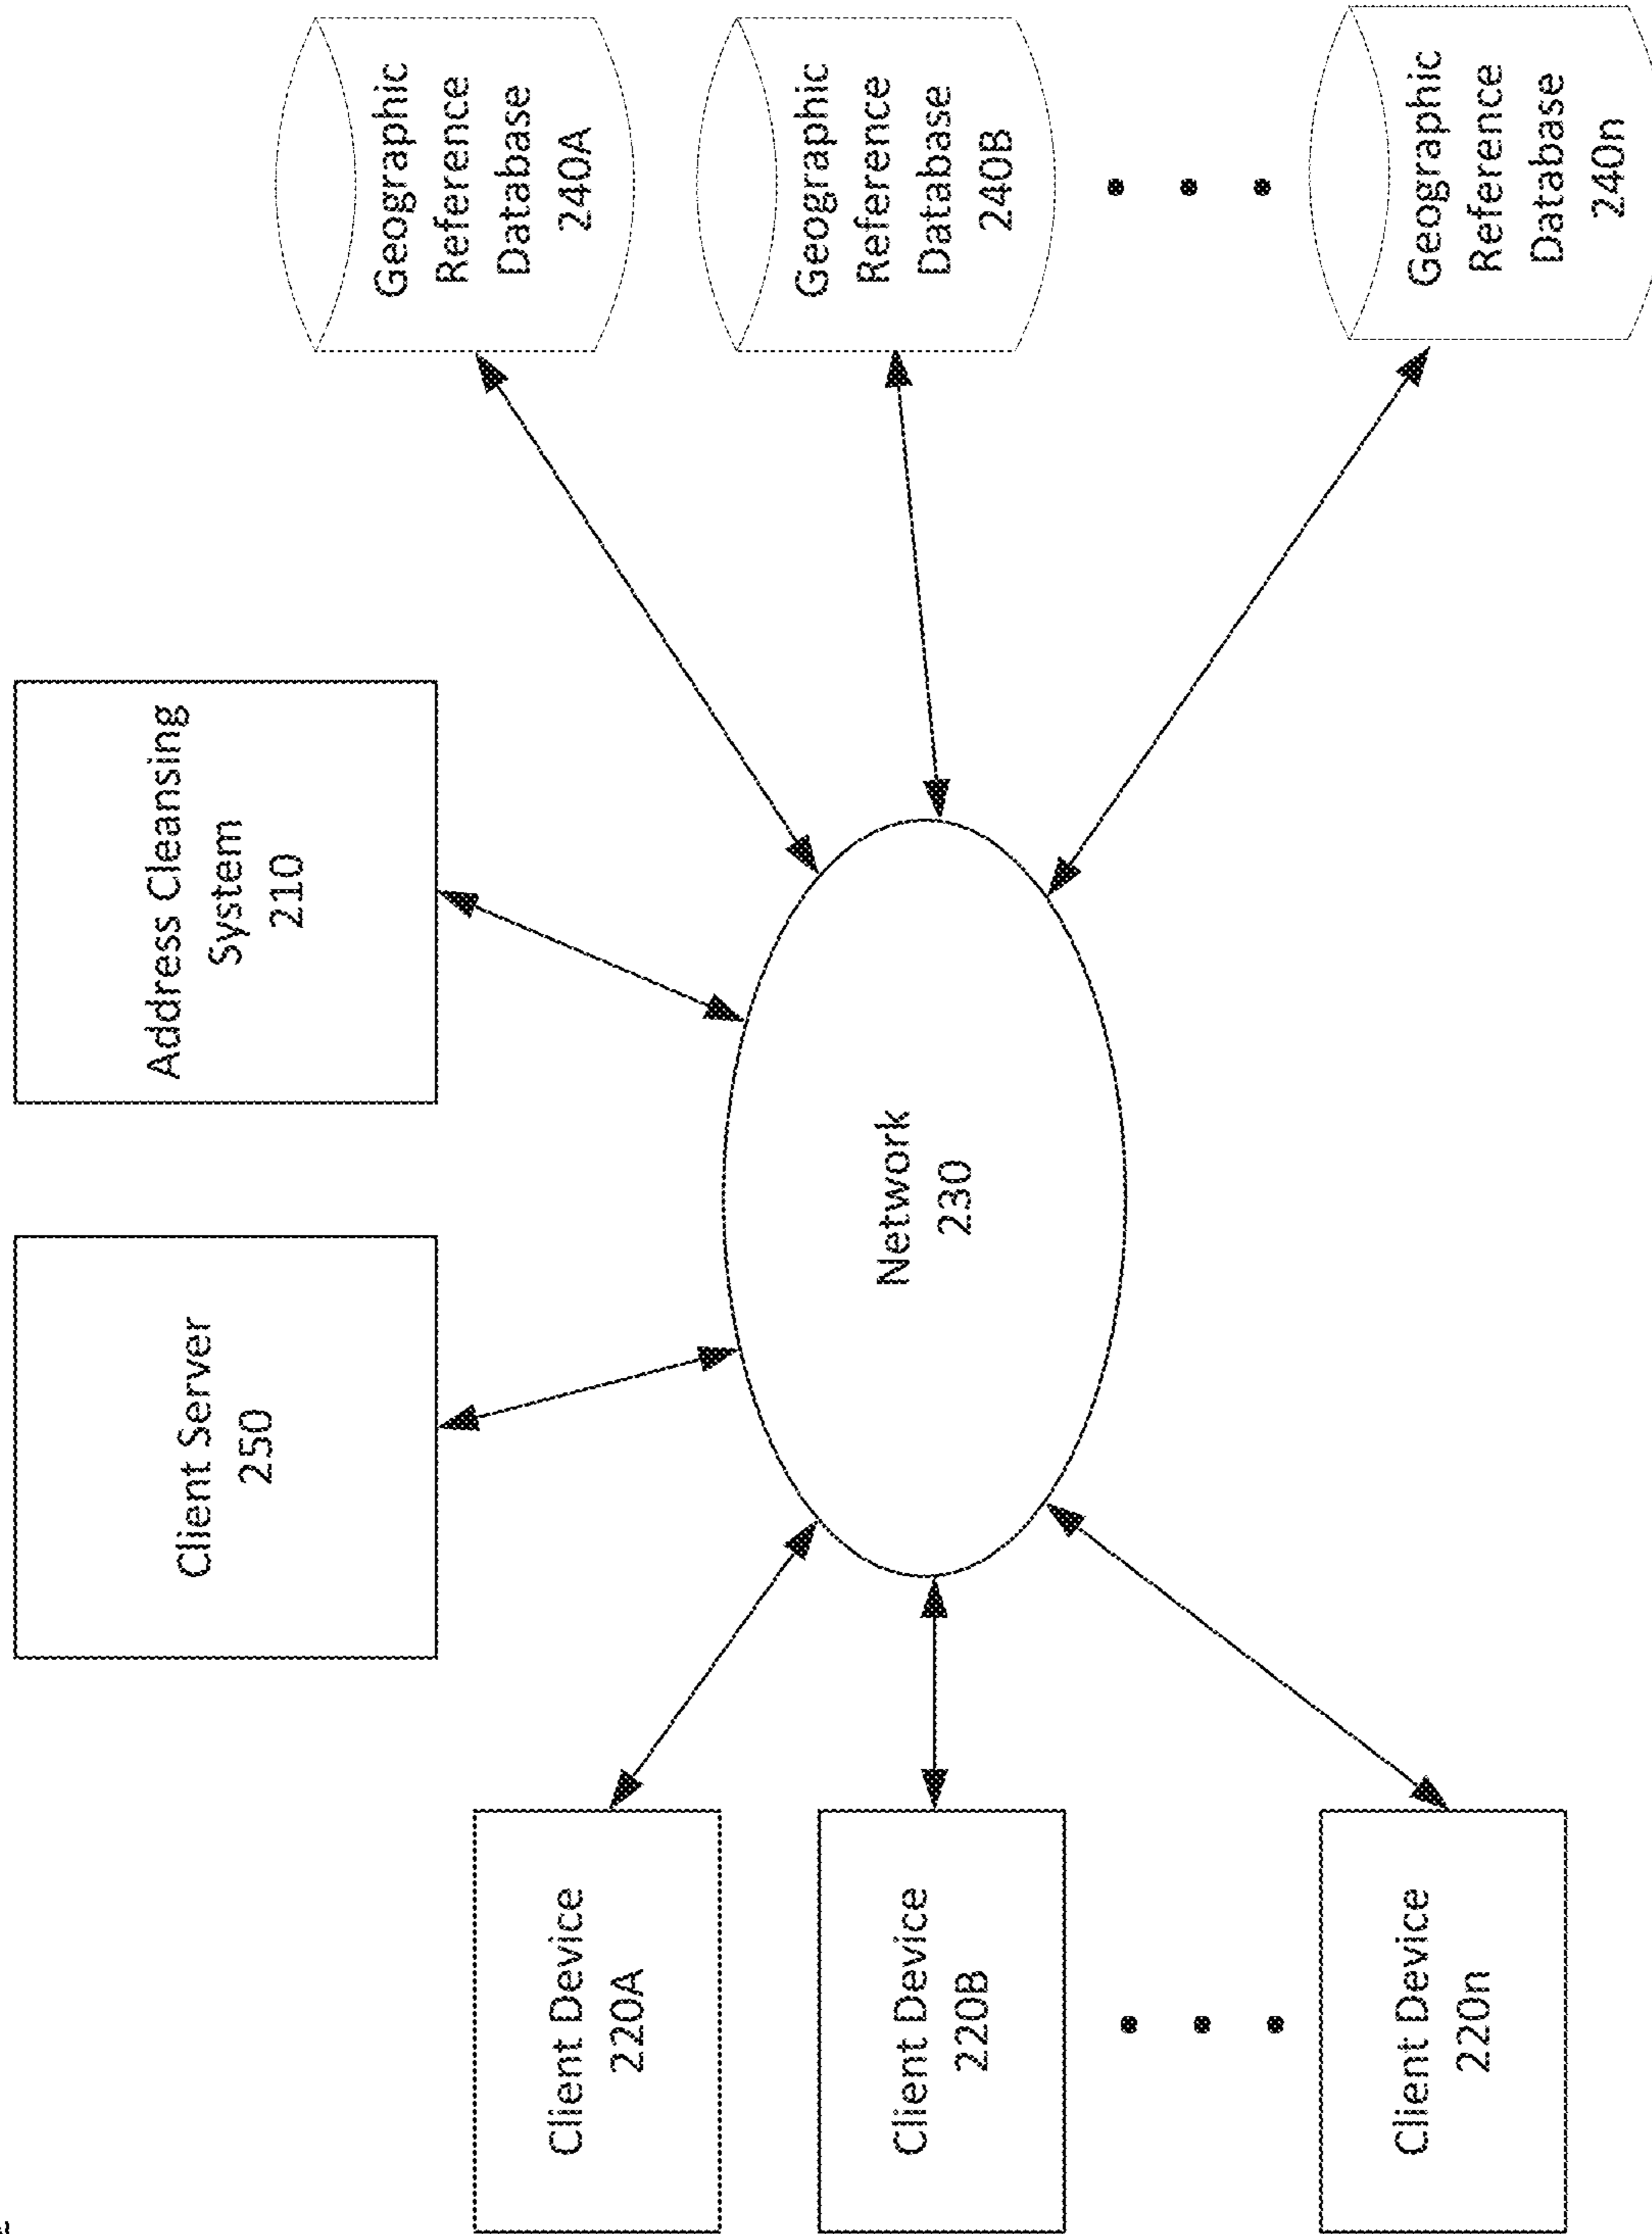 Client Server
250
Address Cleansing
System
210
Client Device
220A
Client Device
220B
Client Device
220n
Network
230
Geographic
Reference
Database
240A
Geographic
Reference
Database
240B
Geographic
Reference
Database
240n